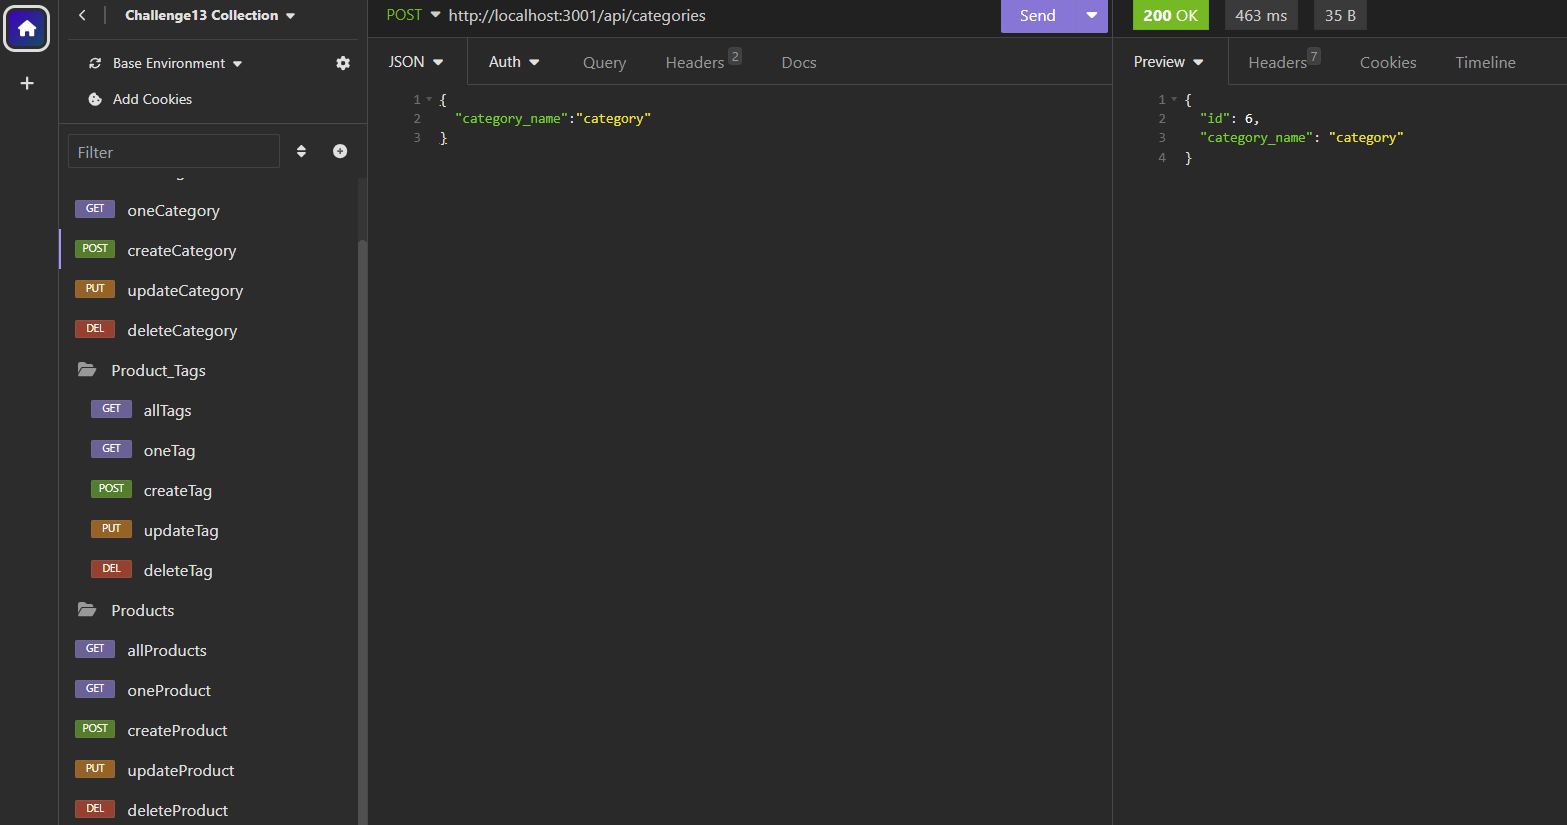 Challenge13 Collection
Base Environment
Add Cookies
Filter
GET oneCategory
POST createCategory
PUT updateCategory
DEL deleteCategory
Product_Tags
GET allTags
GET oneTag
POST createTag
PUT updateTag
DEL deleteTag
Products
GET allProducts
GET oneProduct
POST createProduct
PUT updateProduct
DEL deleteProduct
POST http://localhost:3001/api/categories Send
JSON Auth Query Headers 2 Docs
1 {
2 "category_name":"category"
3 }
200 OK 463 ms 35 B
Preview Headers 7 Cookies Timeline
1 {
2 "id": 6,
3 "category_name": "category"
4 }